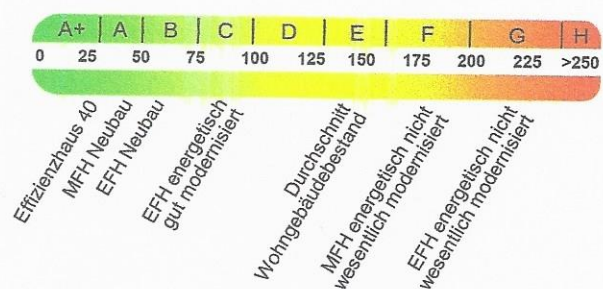 A+ A B C D E F G H
0 25 50 75 100 125 150 175 200 225 >250
Effizienzhaus 40
MFH Neubau
EFH Neubau
EFH energetisch
gut modernisiert
Durchschnitt
Wohngebäudebestand
MFH energetisch nicht
wesentlich modernisiert
EFH energetisch nicht
wesentlich modernisiert